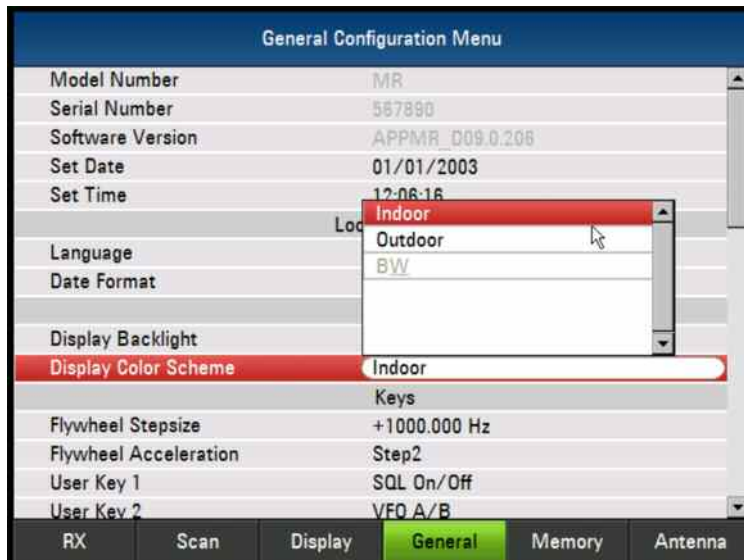 General Configuration Menu
Model Number MR
Serial Number 567890
Software Version APPMR_D09.0.206
Set Date 01/01/2003
Set Time 12:06:16
Loc
Indoor
Outdoor
BW
Language
Date Format
Display Backlight
Display Color Scheme Indoor
Keys
Flywheel Stepsize +1000.000 Hz
Flywheel Acceleration Step2
User Key 1 SQL On/Off
User Key 2 VFO A/B
RX Scan Display General Memory Antenna